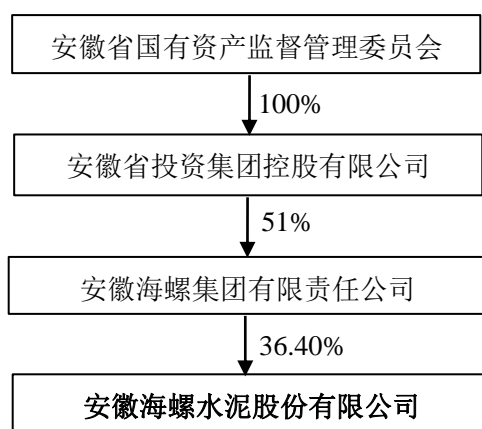 安徽省国有资产监督管理委员会
100%
安徽省投资集团控股有限公司
51%
安徽海螺集团有限责任公司
36.40%
安徽海螺水泥股份有限公司